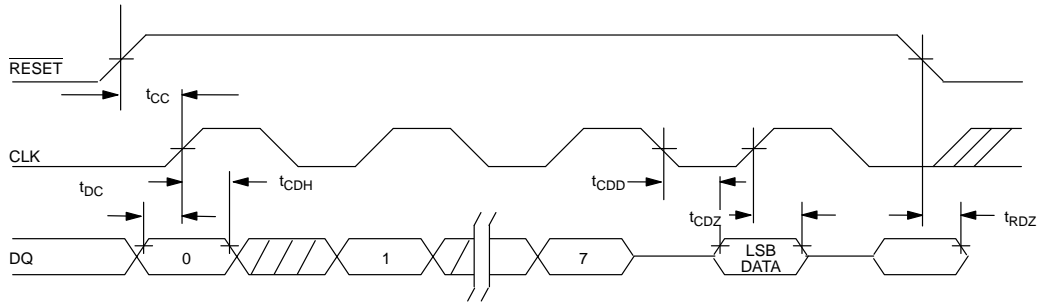 RESET
tCC
CLK
tDC
tCDH
tCDD
tCDZ
tRDZ
DQ
0
1
7
LSB
DATA